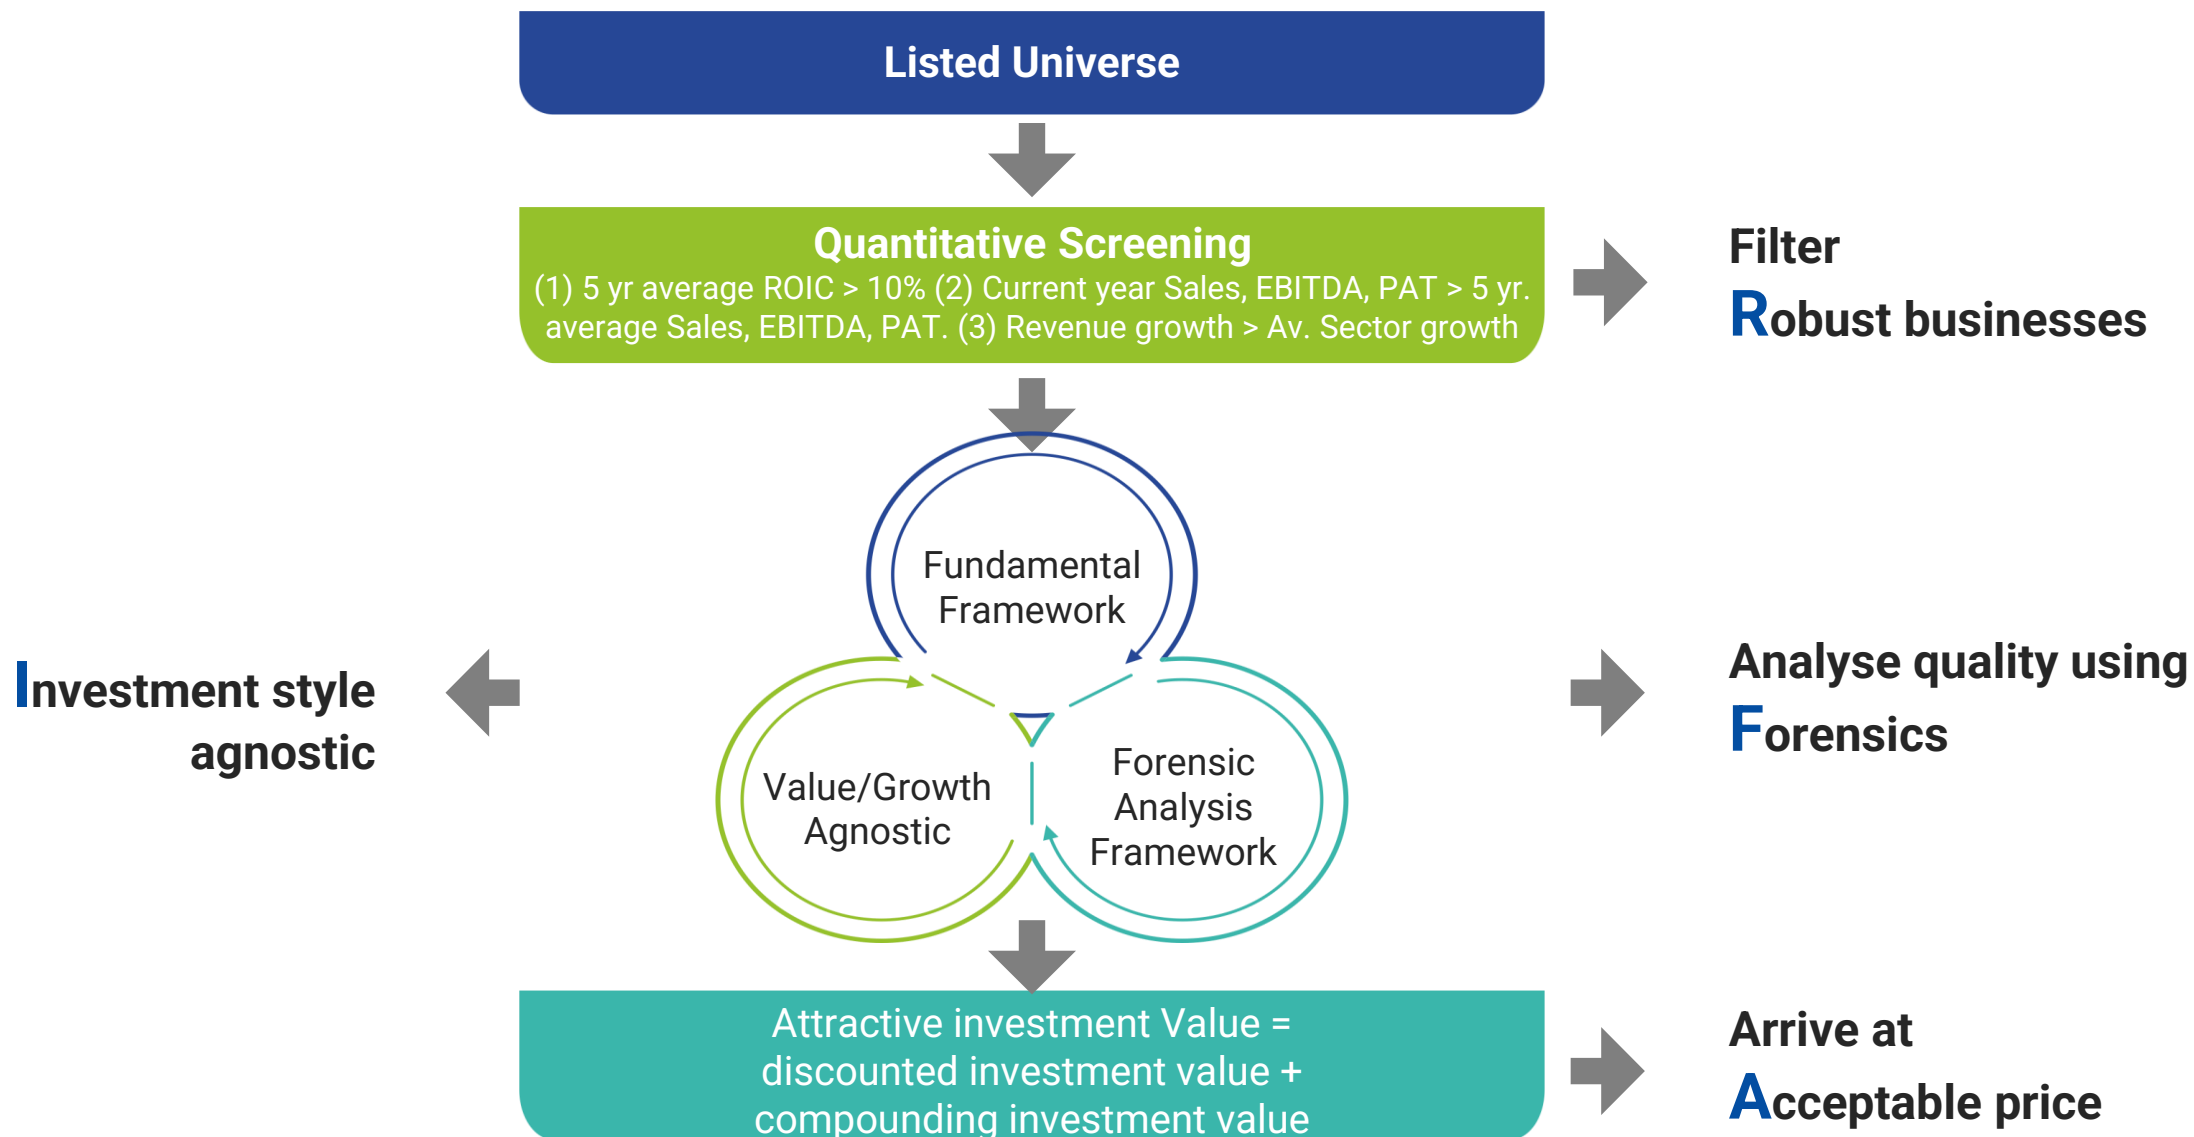 Listed Universe
Quantitative Screening
(1) 5 yr average ROIC > 10% (2) Current year Sales, EBITDA, PAT > 5 yr.
average Sales, EBITDA, PAT. (3) Revenue growth > Av. Sector growth
Filter
Robust businesses
Fundamental
Framework
Investment style
agnostic
Value/Growth
Agnostic
Forensic
Analysis
Framework
Analyse quality using
Forensics
Attractive investment Value =
discounted investment value +
compounding investment value
Arrive at
Acceptable price